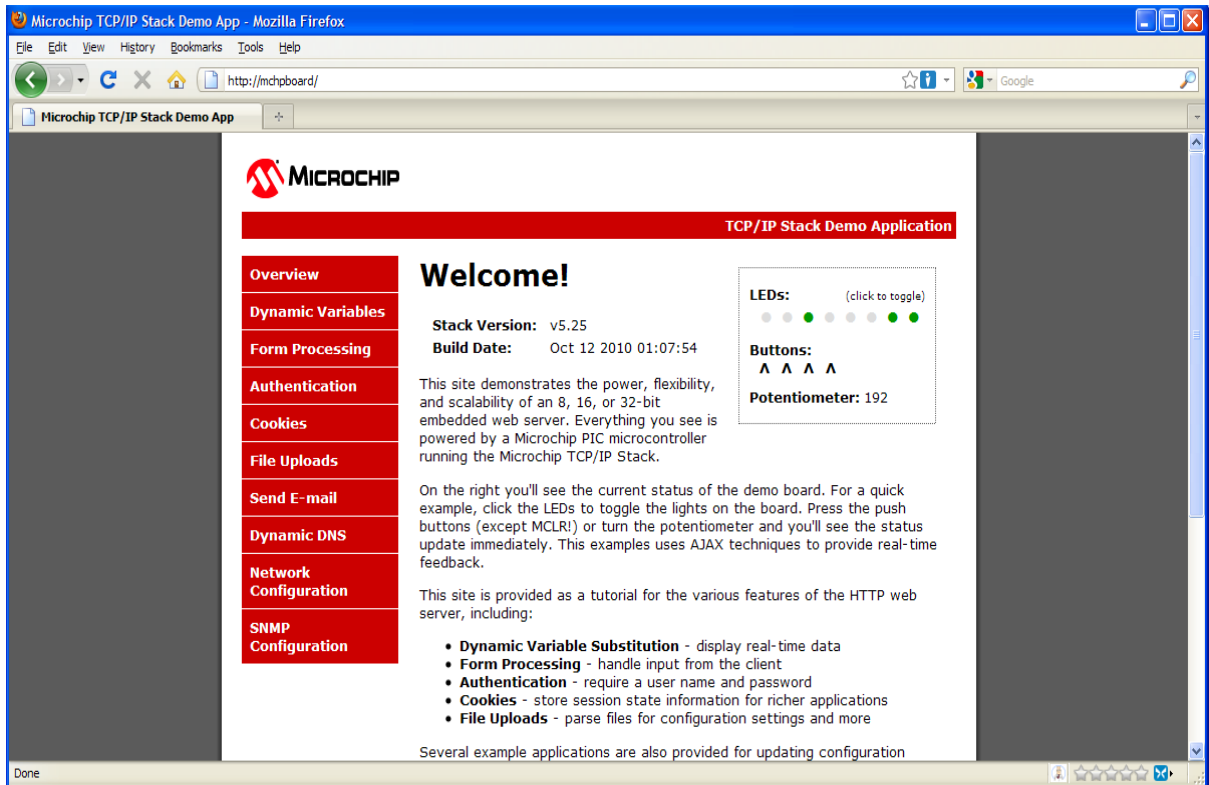 Microchip TCP/IP Stack Demo App - Mozilla Firefox
File Edit View History Bookmarks Tools Help
http://mchpboard/
Google
Microchip TCP/IP Stack Demo App
MICROCHIP
TCP/IP Stack Demo Application
Overview
Dynamic Variables
Form Processing
Authentication
Cookies
File Uploads
Send E-mail
Dynamic DNS
Network
Configuration
SNMP
Configuration
Welcome!
Stack Version: v5.25
Build Date: Oct 12 2010 01:07:54
LEDs: (click to toggle)
Buttons:
Λ Λ Λ Λ
Potentiometer: 192
This site demonstrates the power, flexibility,
and scalability of an 8, 16, or 32-bit
embedded web server. Everything you see is
powered by a Microchip PIC microcontroller
running the Microchip TCP/IP Stack.
On the right you'll see the current status of the demo board. For a quick
example, click the LEDs to toggle the lights on the board. Press the push
buttons (except MCLR!) or turn the potentiometer and you'll see the status
update immediately. This examples uses AJAX techniques to provide real-time
feedback.
This site is provided as a tutorial for the various features of the HTTP web
server, including:
• Dynamic Variable Substitution - display real-time data
• Form Processing - handle input from the client
• Authentication - require a user name and password
• Cookies - store session state information for richer applications
• File Uploads - parse files for configuration settings and more
Several example applications are also provided for updating configuration
Done